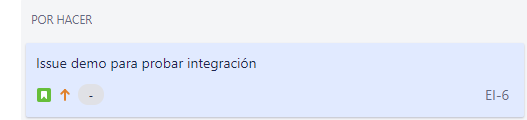 POR HACER
Issue demo para probar integración
-
EI-6